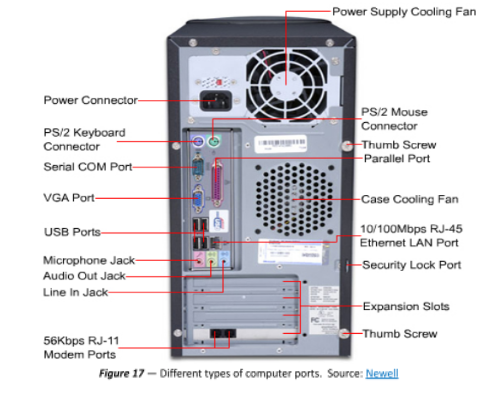 Power Supply Cooling Fan
Power Connector
PS/2 Mouse
Connector
PS/2 Keyboard
Connector
Thumb Screw
Parallel Port
Serial COM Port
VGA Port
Case Cooling Fan
USB Ports
10/100Mbps RJ-45
Ethernet LAN Port
Microphone Jack
Security Lock Port
Audio Out Jack
Line In Jack
Expansion Slots
56Kbps RJ-11
Modem Ports
Thumb Screw
FC
Figure 17 — Different types of computer ports. Source: Newell